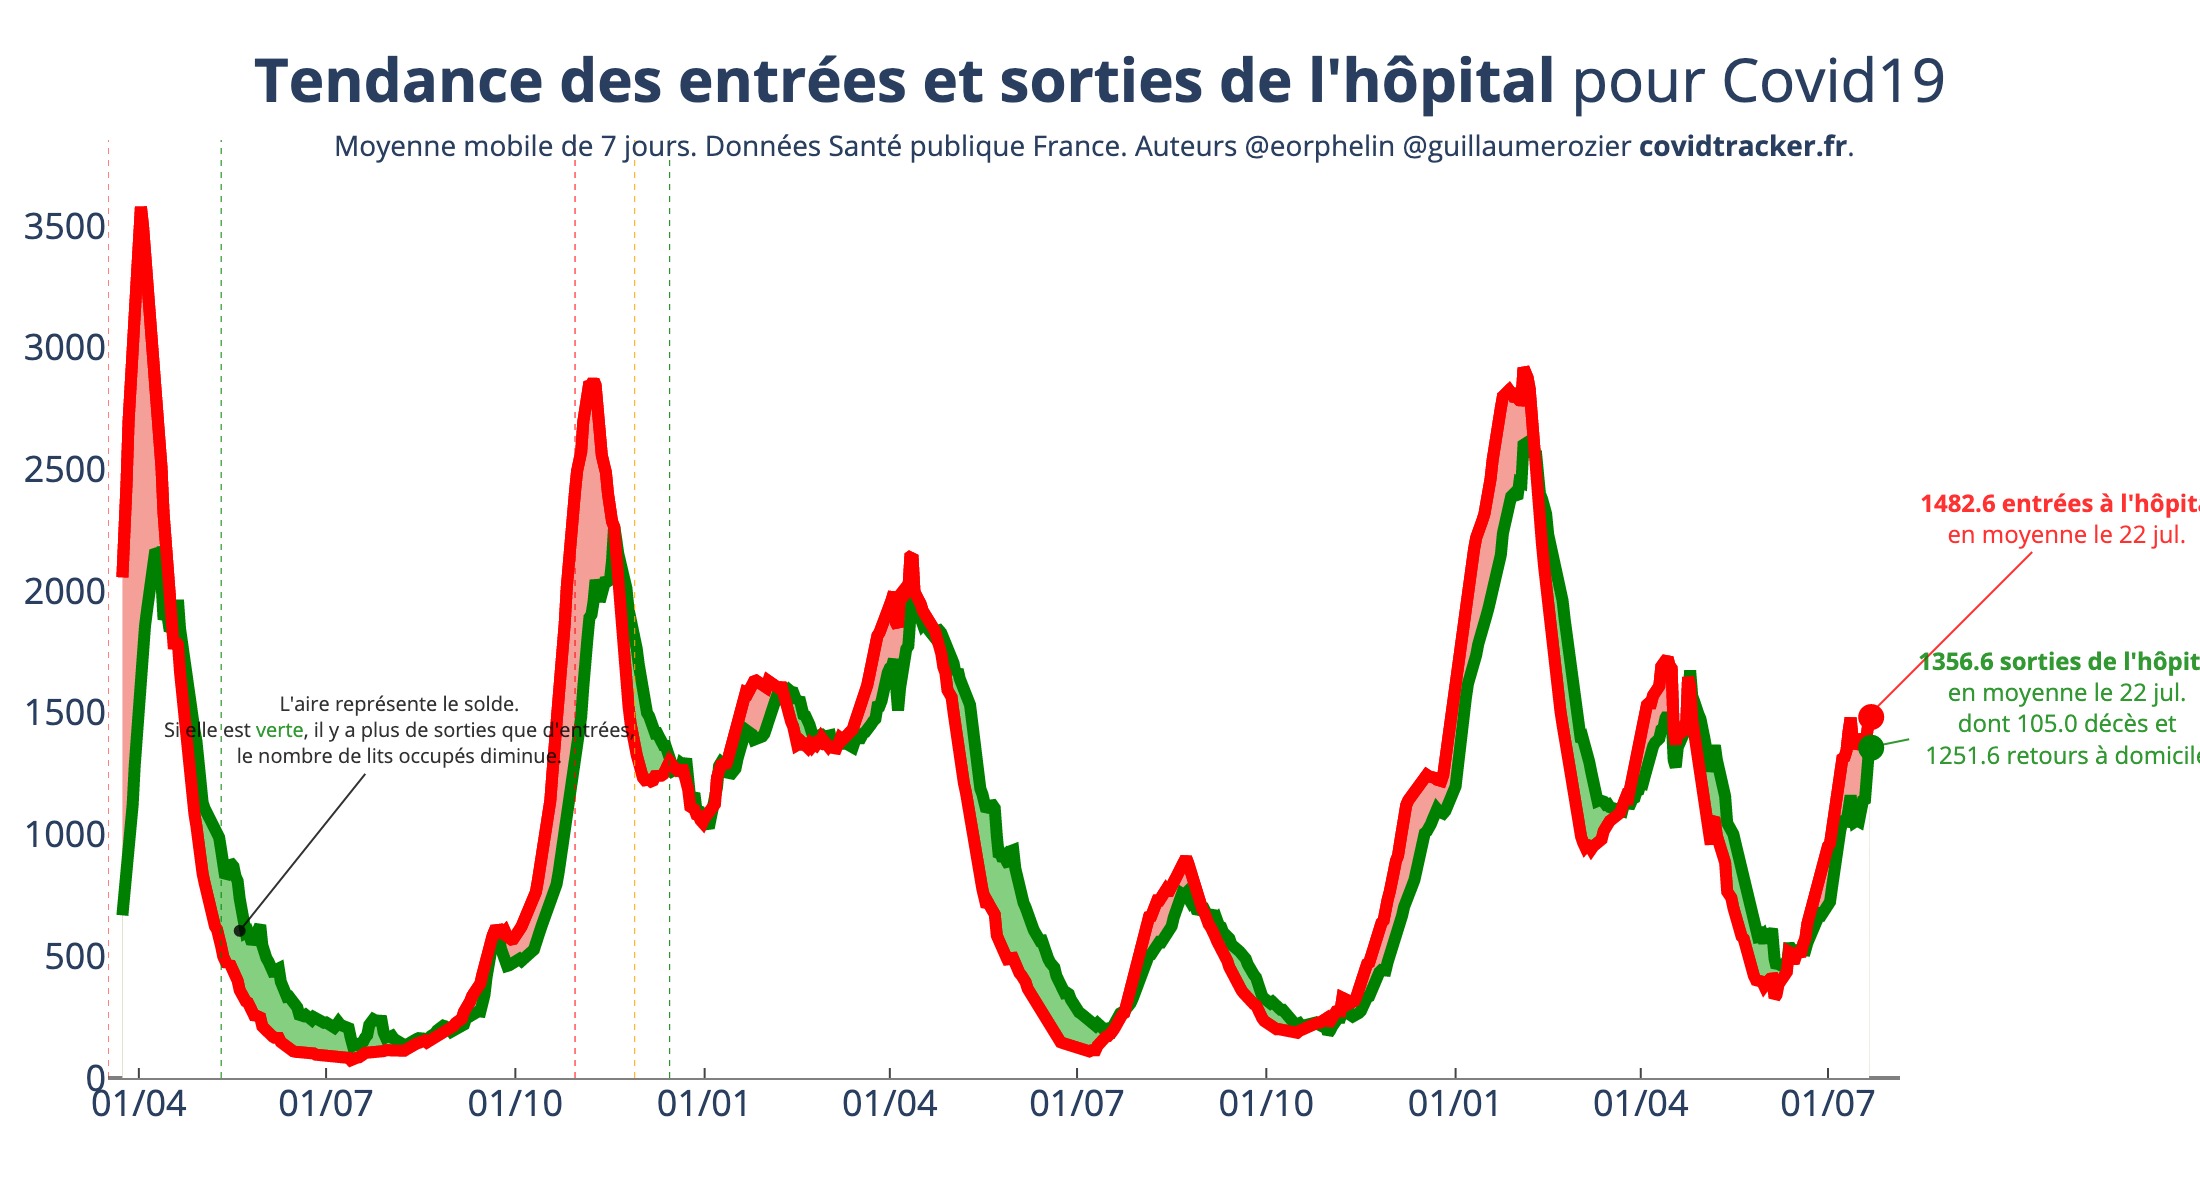 Tendance des entrées et sorties de l'hôpital pour Covid19
Moyenne mobile de 7 jours. Données Santé publique France. Auteurs @eorphelin @guillaumerozier covidtracker.fr.
3500
3000
2500
2000
1500
1000
500
0
1482.6 entrées à l'hôpita
en moyenne le 22 jul.
1356.6 sorties de l'hôpit
en moyenne le 22 jul.
dont 105.0 décès et
1251.6 retours à domicile
L'aire représente le solde.
Si elle est verte, il y a plus de sorties que d'entrées,
le nombre de lits occupés diminue.
01/04 01/07 01/10 01/01 01/04 01/07 01/10 01/01 01/04 01/07